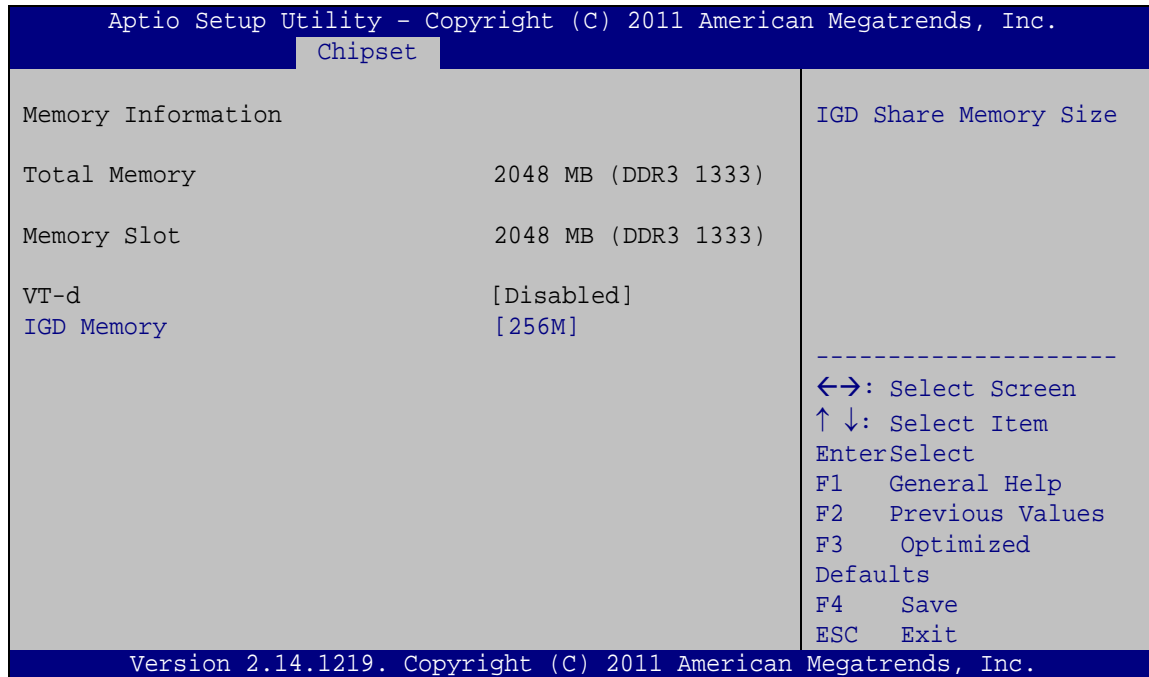 Aptio Setup Utility – Copyright (C) 2011 American Megatrends, Inc.
Chipset
Memory Information
Total Memory 2048 MB (DDR3 1333)
Memory Slot 2048 MB (DDR3 1333)
VT-d [Disabled]
IGD Memory [256M]
IGD Share Memory Size
---------------------
←→: Select Screen
↑ ↓: Select Item
EnterSelect
F1 General Help
F2 Previous Values
F3 Optimized
Defaults
F4 Save
ESC Exit
Version 2.14.1219. Copyright (C) 2011 American Megatrends, Inc.